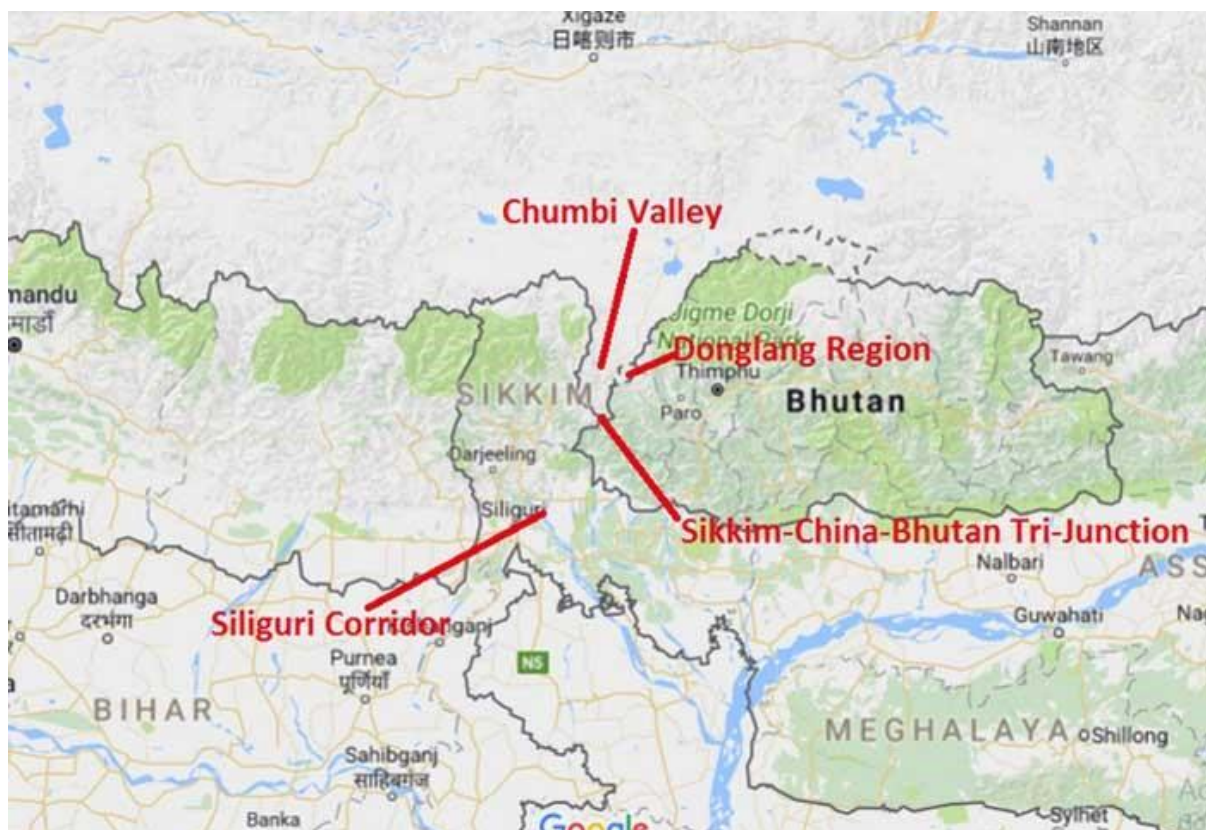 Xigaze
日喀则市
Shannan
山南地区
Chumbi Valley
mandu
माडौँ
Jigme Dorji
National Park
Donglang Region
Thimphu
Tawang
SIKKIM
Paro
Bhutan
Darjeeling
Siliguri
itamarhi
सीतामढ़ी
Sikkim-China-Bhutan Tri-Junction
Nalbari
ASS
Darbhanga
दरभंगा
Siliguri Corridor
nganj
Guwahati
Nag
Purnea
पूर्णियाँ
N5
BIHAR
MEGHALAYA
Shillong
Sahibganj
साहिबगंज
Banka
Google
Sylhet